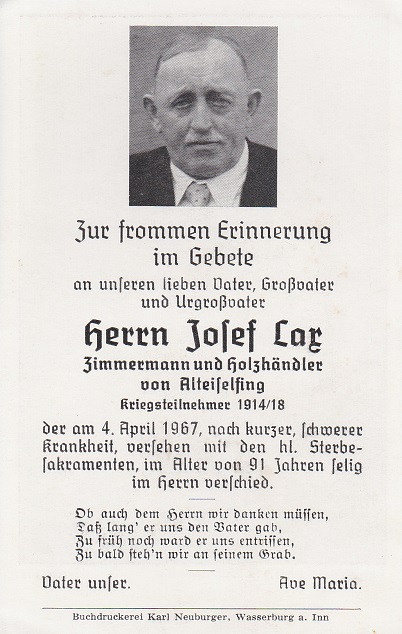 Zur frommen Erinnerung
im Gebete
an unſeren lieben Vater, Großvater
und Urgroßvater
Herrn Joſef Lax
Zimmermann und Holzhändler
von Alteiſelfing
Kriegsteilnehmer 1914/18
der am 4. April 1967, nach kurzer, ſchwerer
Krankheit, verſehen mit den hl. Sterbe-
ſakramenten, im Alter von 91 Jahren ſelig
im Herrn verſchied.
Ob auch dem Herrn wir danken müſſen,
Daß lang' er uns den Vater gab,
Zu früh noch ward er uns entriſſen,
Zu bald ſteh'n wir an ſeinem Grab.
Vater unſer. Ave Maria.
Buchdruckerei Karl Neuburger, Wasserburg a. Inn